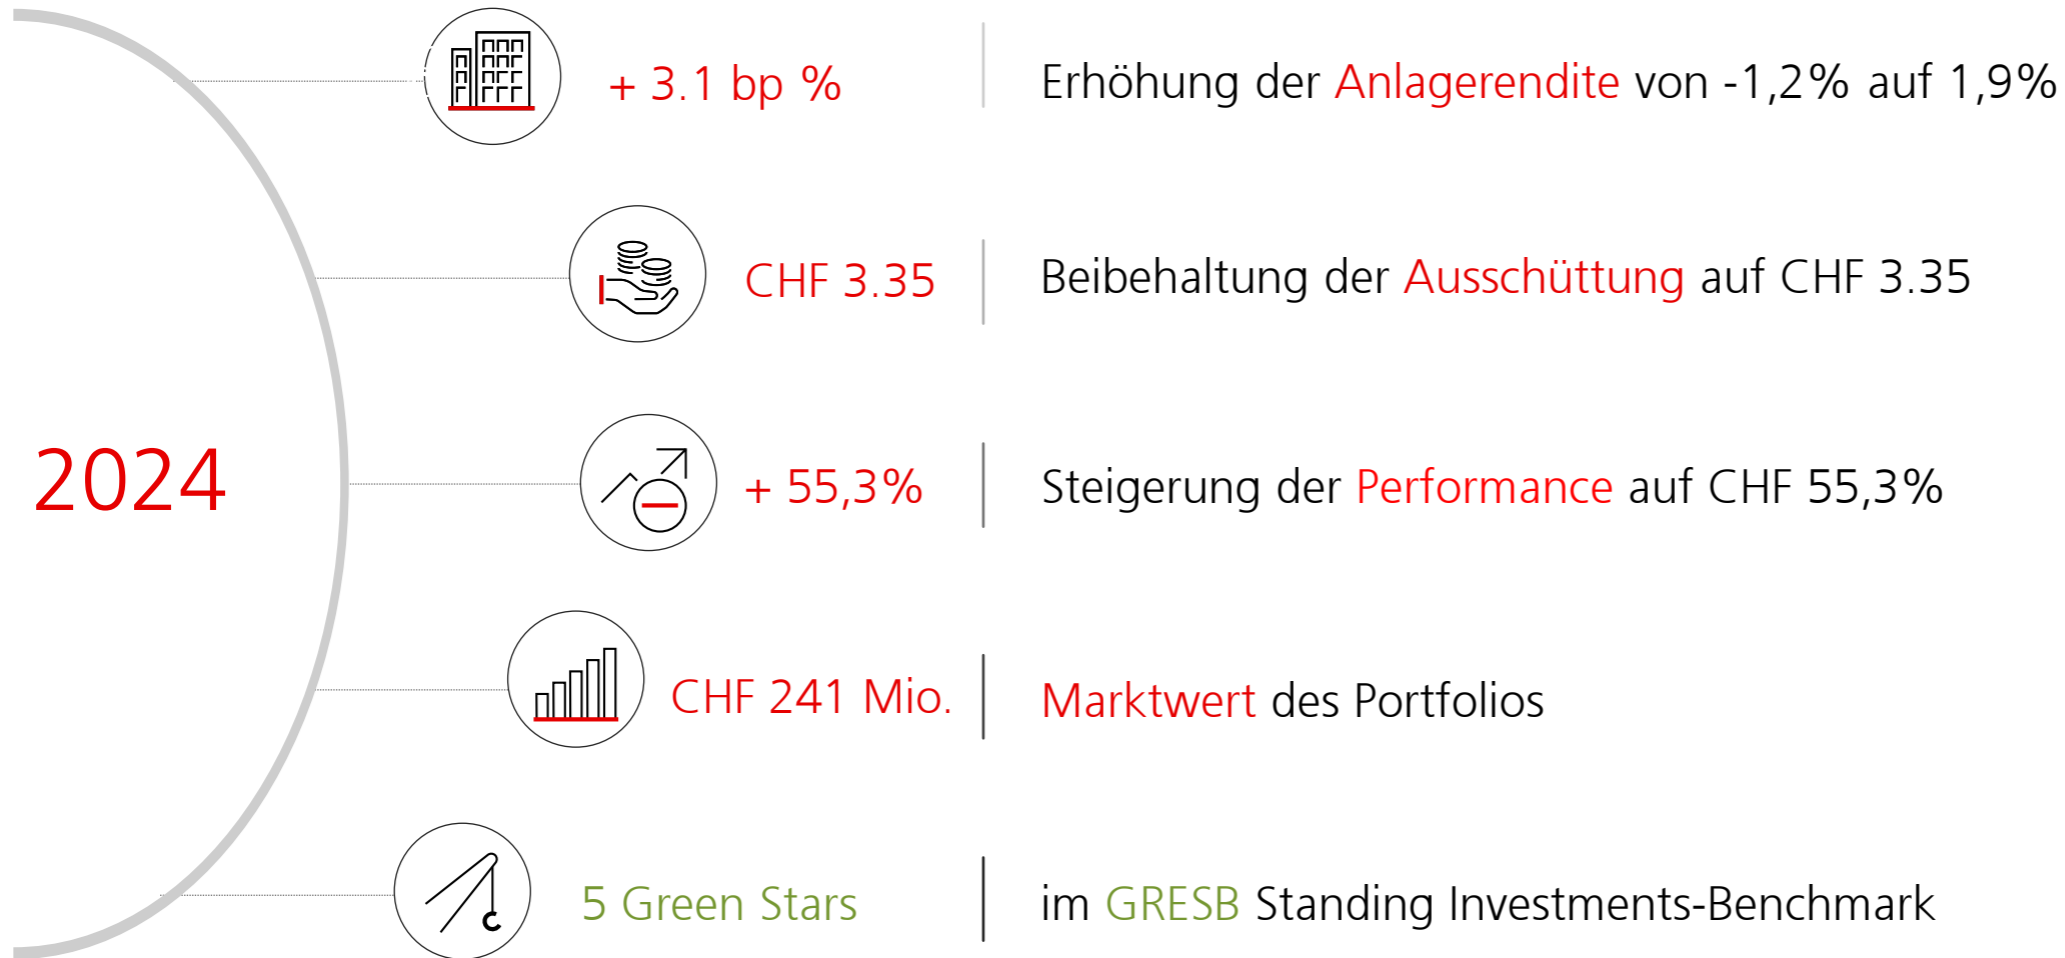 + 3.1 bp %
Erhöhung der Anlagerendite von -1,2% auf 1,9%
CHF 3.35
Beibehaltung der Ausschüttung auf CHF 3.35
2024
+ 55,3%
Steigerung der Performance auf CHF 55,3%
CHF 241 Mio.
Marktwert des Portfolios
5 Green Stars
im GRESB Standing Investments-Benchmark